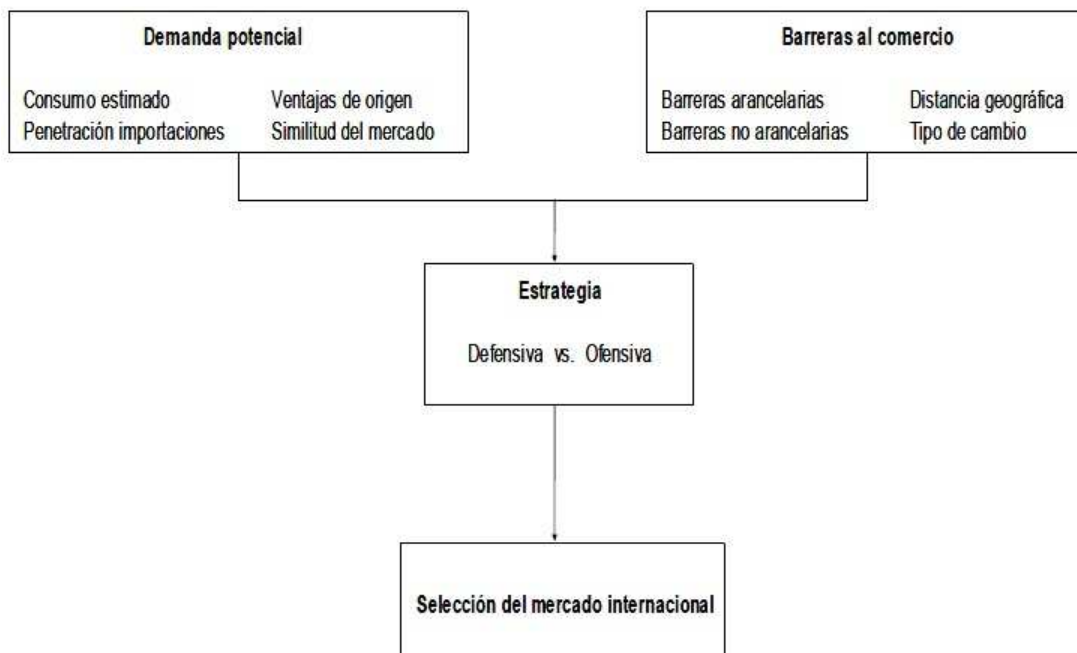 Demanda potencial
Consumo estimado Ventajas de origen
Penetración importaciones Similitud del mercado
Barreras al comercio
Barreras arancelarias Distancia geográfica
Barreras no arancelarias Tipo de cambio
Estrategia
Defensiva vs. Ofensiva
Selección del mercado internacional